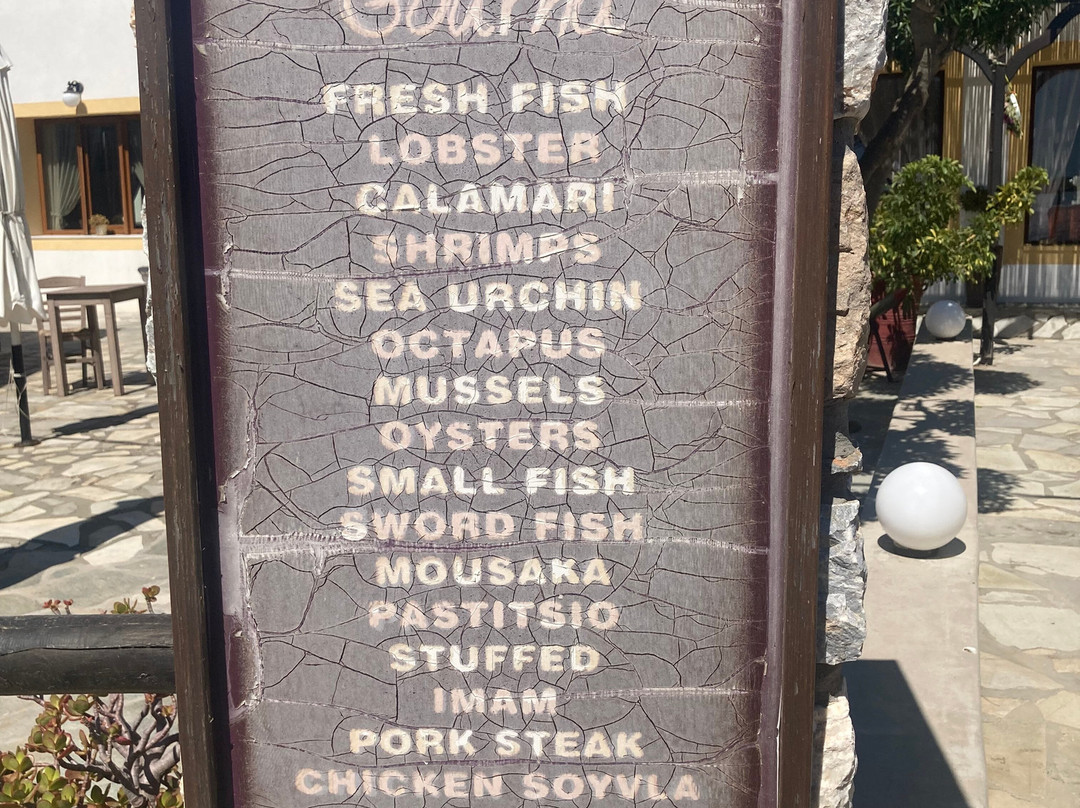 Gourna
FRESH FISH
LOBSTER
CALAMARI
SHRIMPS
SEA URCHIN
OCTAPUS
MUSSELS
OYSTERS
SMALL FISH
SWORD FISH
MOUSAKA
PASTITSIO
STUFFED
IMAM
PORK STEAK
CHICKEN SOYVLA